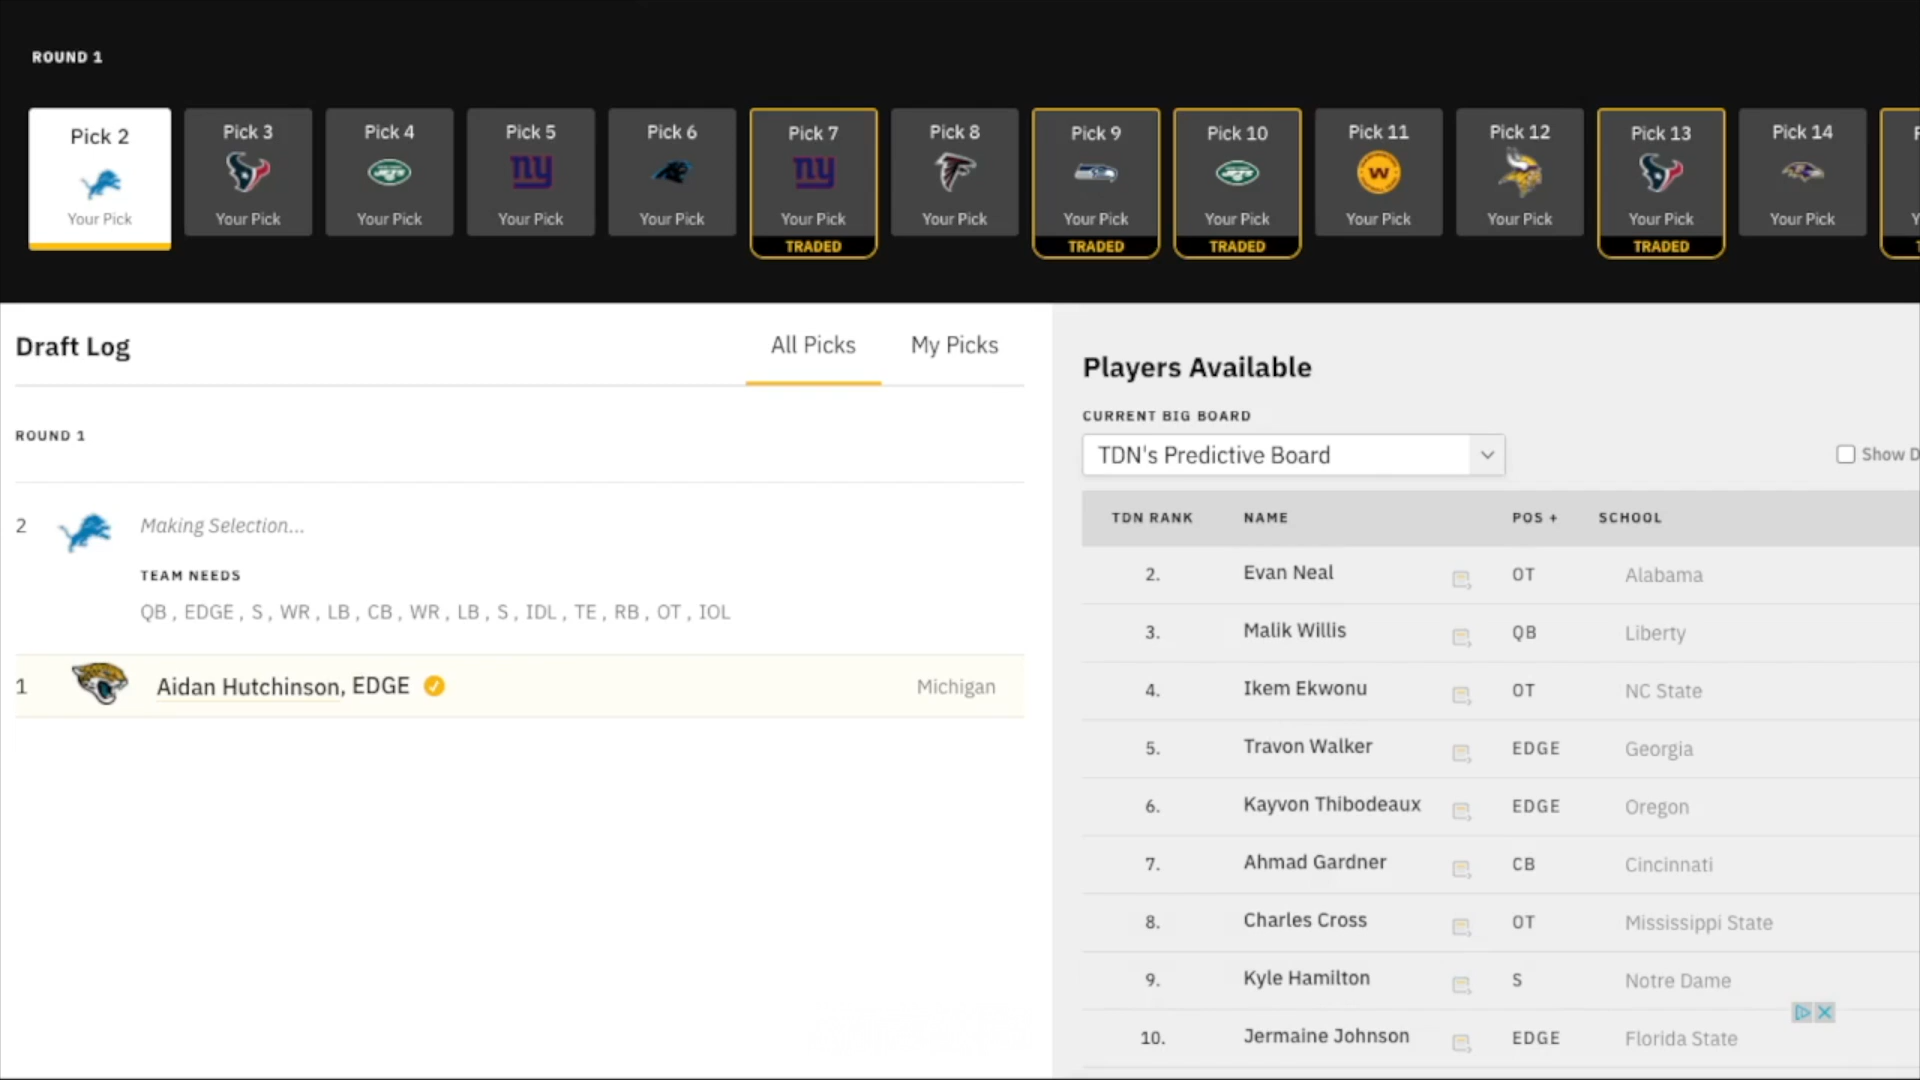 ROUND 1
Pick 2
Your Pick
Pick 3
Your Pick
Pick 4
Your Pick
Pick 5
ny
Your Pick
Pick 6
Your Pick
Pick 7
ny
Your Pick
TRADED
Pick 8
Your Pick
Pick 9
Your Pick
TRADED
Pick 10
Your Pick
TRADED
Pick 11
W
Your Pick
Pick 12
Your Pick
Pick 13
Your Pick
TRADED
Pick 14
Your Pick
Draft Log
All Picks
My Picks
ROUND 1
2 Making Selection...
TEAM NEEDS
QB , EDGE , S , WR , LB , CB , WR , LB , S , IDL , TE , RB , OT , IOL
1 Aidan Hutchinson, EDGE Michigan
Players Available
CURRENT BIG BOARD
TDN's Predictive Board
Show D
TDN RANK NAME POS + SCHOOL
2. Evan Neal OT Alabama
3. Malik Willis QB Liberty
4. Ikem Ekwonu OT NC State
5. Travon Walker EDGE Georgia
6. Kayvon Thibodeaux EDGE Oregon
7. Ahmad Gardner CB Cincinnati
8. Charles Cross OT Mississippi State
9. Kyle Hamilton S Notre Dame
10. Jermaine Johnson EDGE Florida State